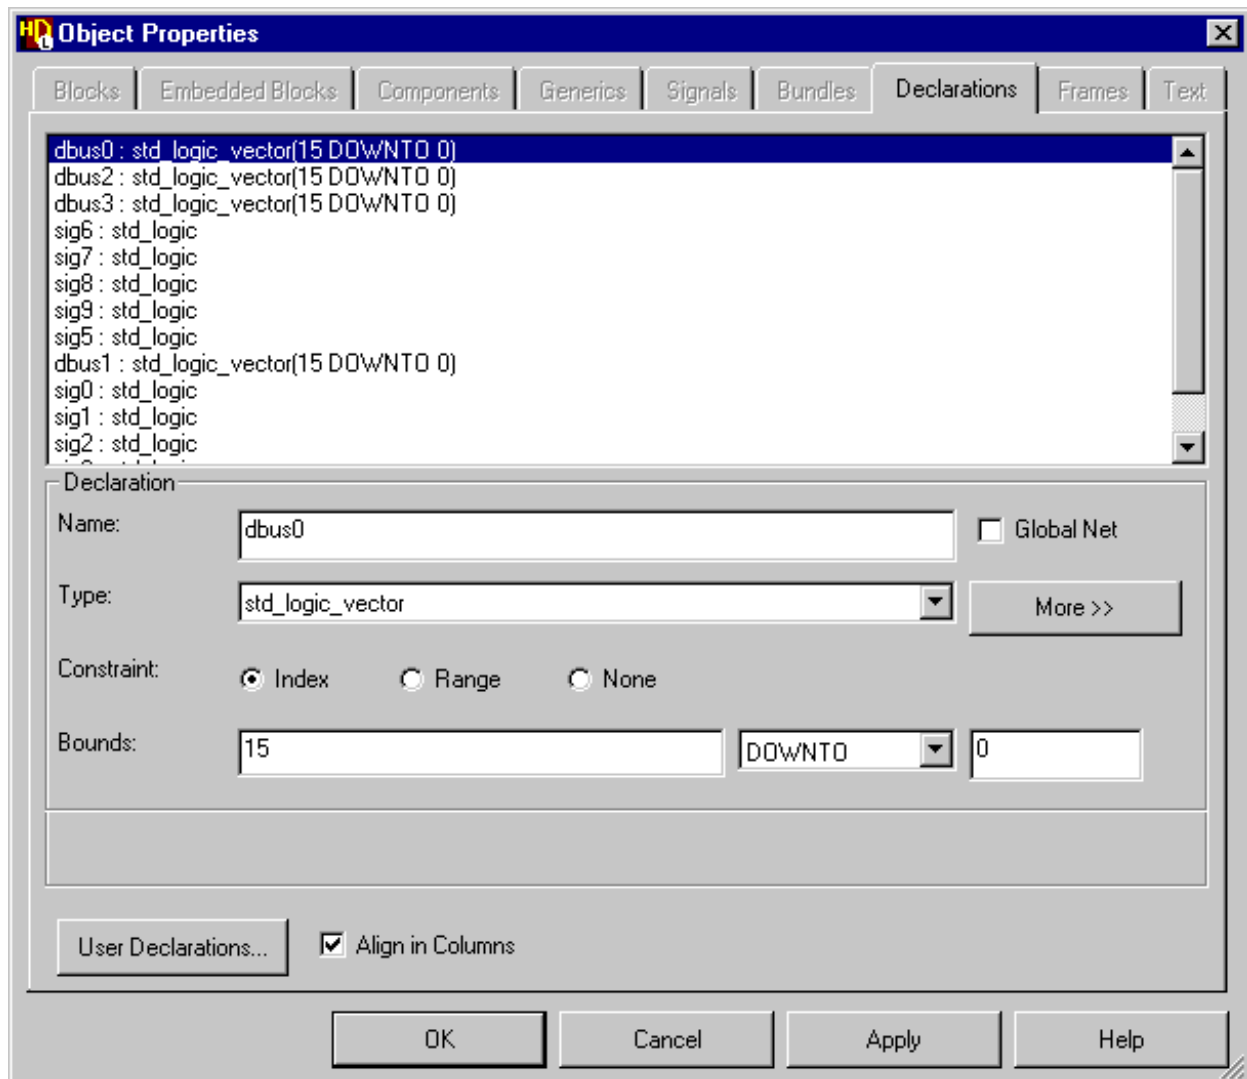 HDL Object Properties
Blocks Embedded Blocks Components Generics Signals Bundles Declarations Frames Text
dbus0 : std_logic_vector(15 DOWNTO 0)
dbus2 : std_logic_vector(15 DOWNTO 0)
dbus3 : std_logic_vector(15 DOWNTO 0)
sig6 : std_logic
sig7 : std_logic
sig8 : std_logic
sig9 : std_logic
sig5 : std_logic
dbus1 : std_logic_vector(15 DOWNTO 0)
sig0 : std_logic
sig1 : std_logic
sig2 : std_logic
Declaration
Name: dbus0 Global Net
Type: std_logic_vector More >>
Constraint: Index Range None
Bounds: 15 DOWNTO 0
User Declarations... Align in Columns
OK Cancel Apply Help